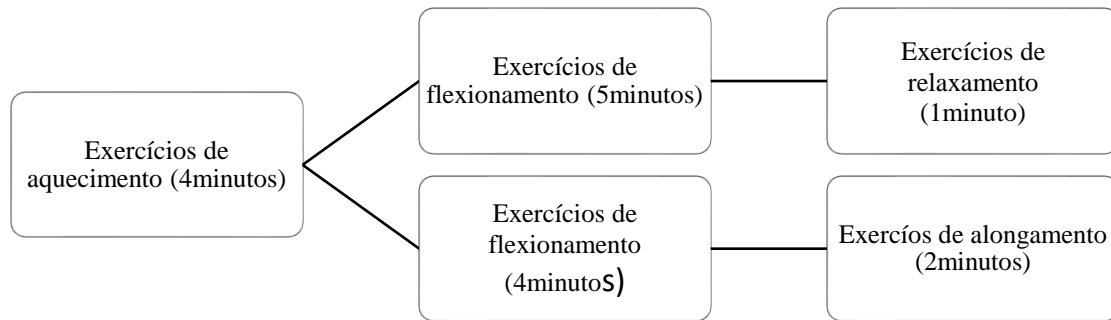 Exercícios de
aquecimento (4minutos)
Exercícios de
flexionamento (5minutos)
Exercícios de
relaxamento
(1minuto)
Exercícios de
flexionamento
(4minutos)
Exercíos de alongamento
(2minutos)